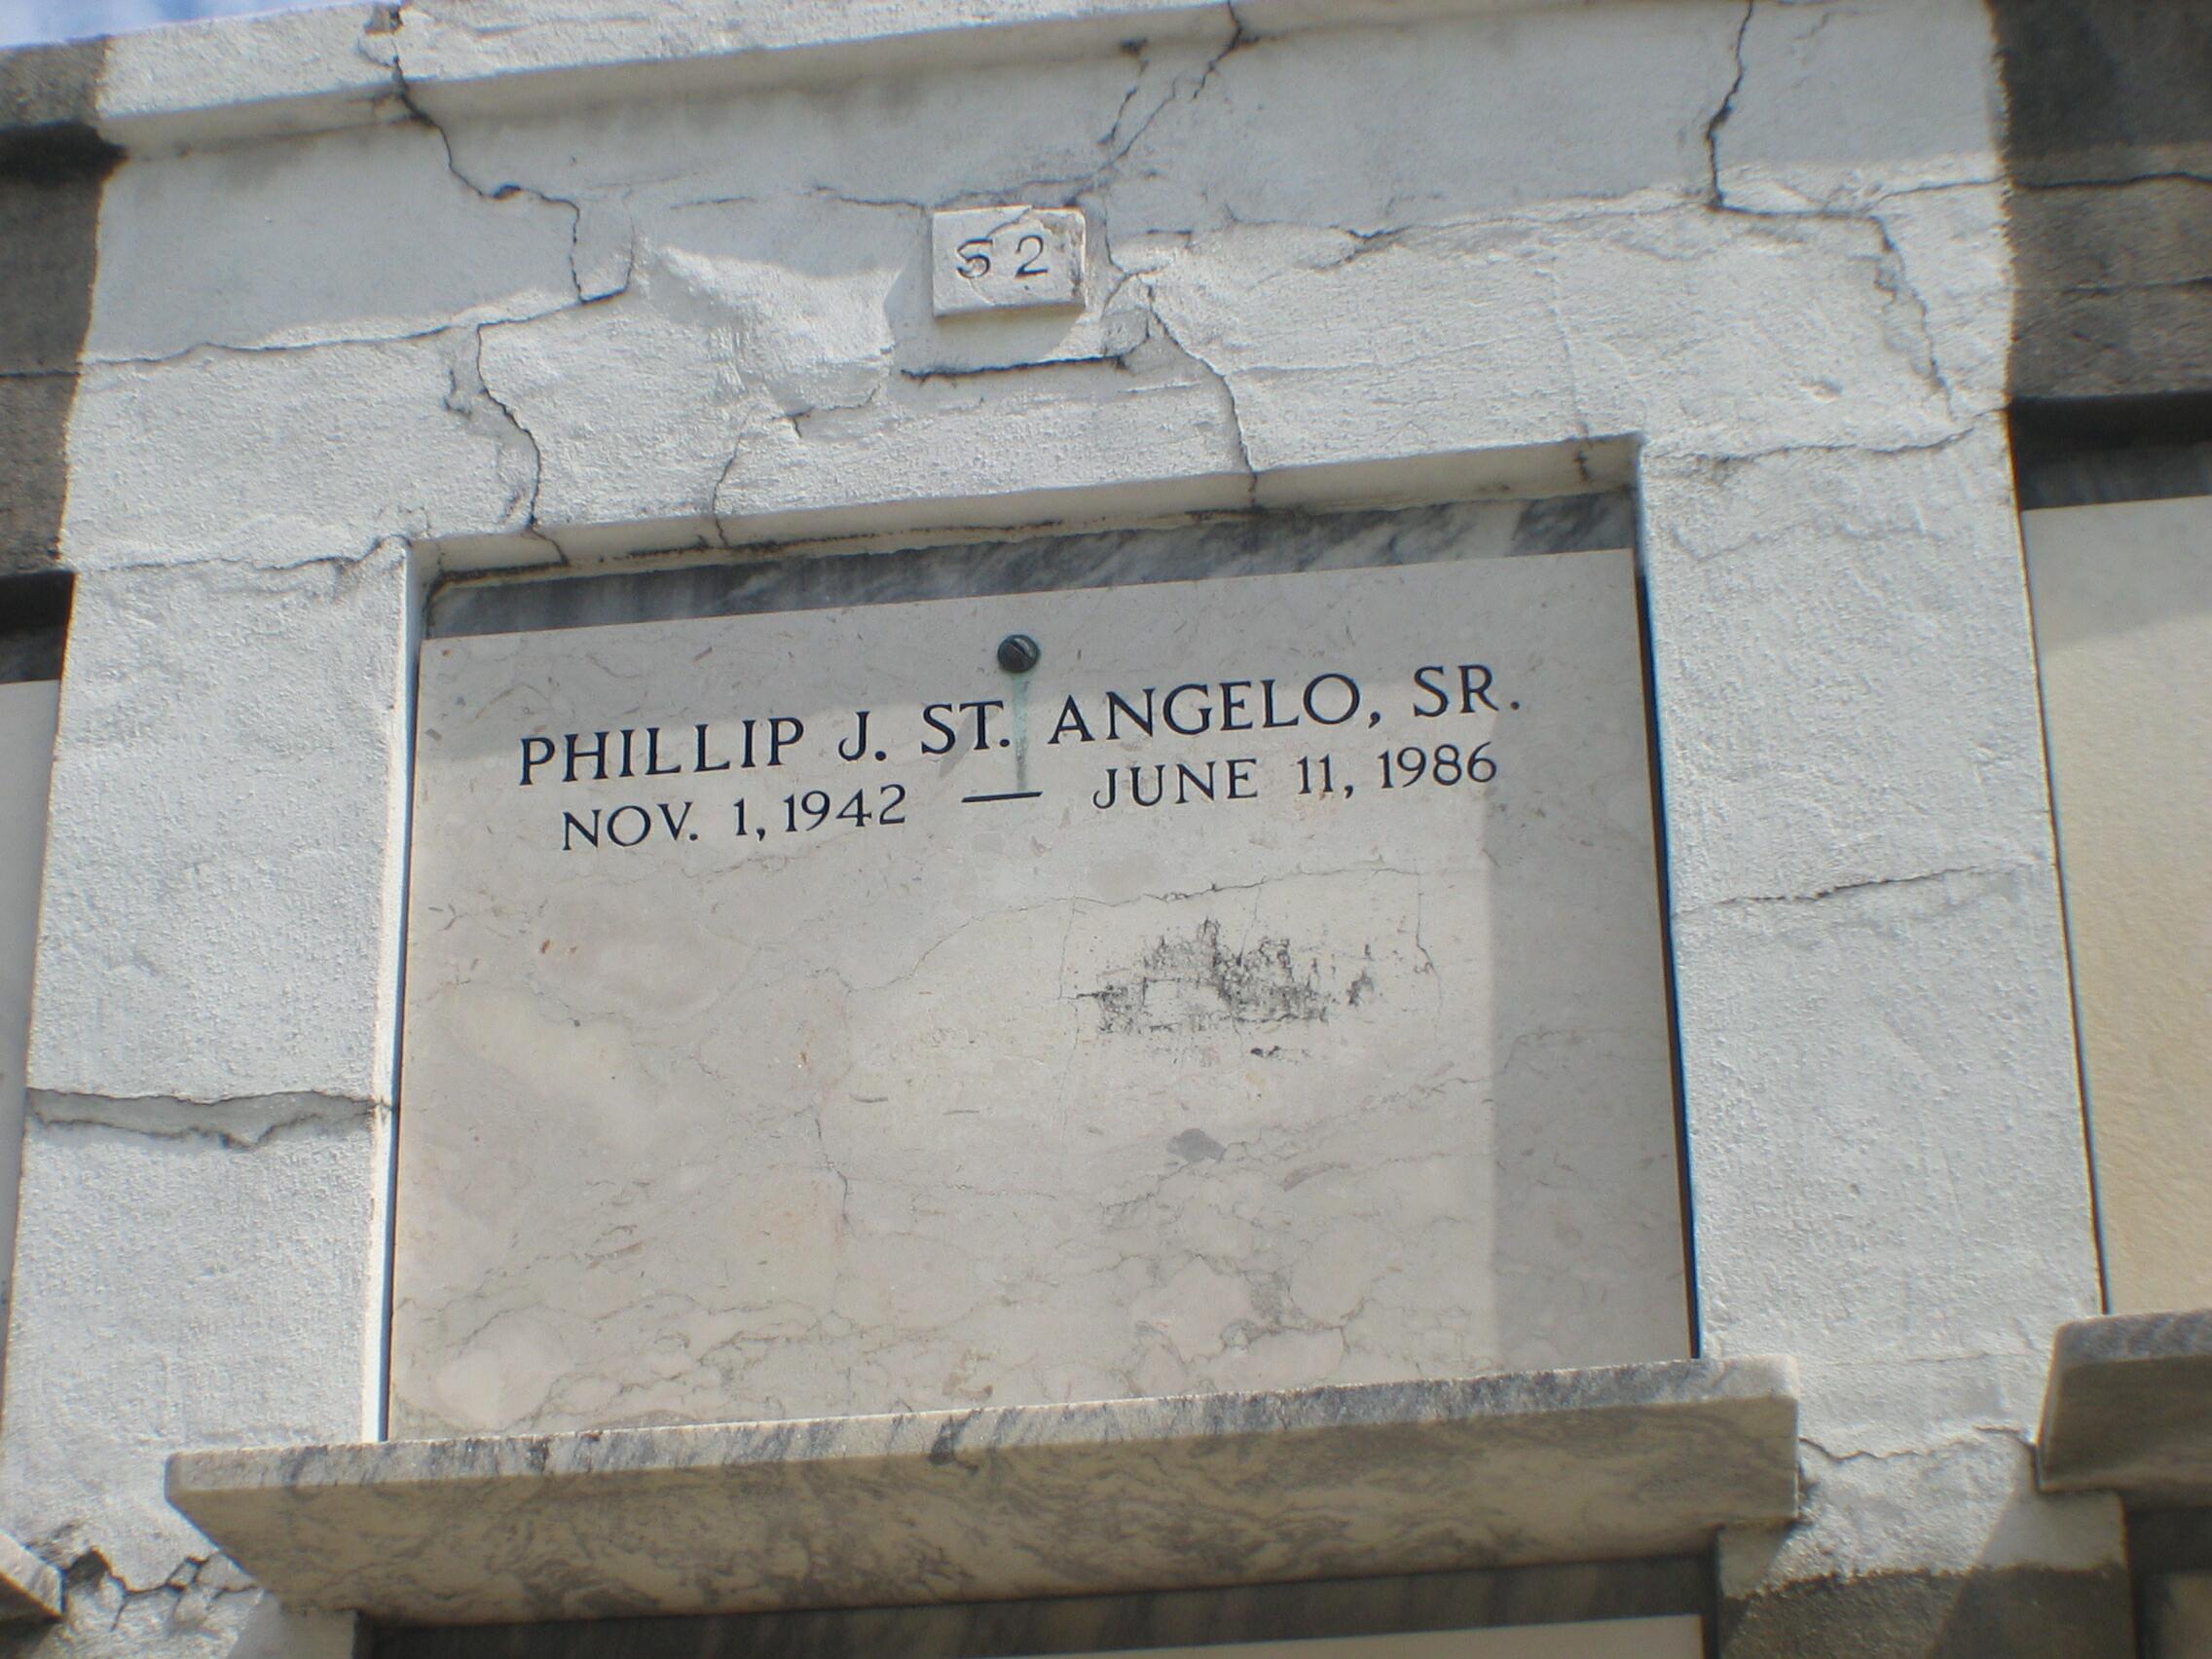 52
PHILLIP J. ST. ANGELO, SR.
NOV. 1, 1942 — JUNE 11, 1986